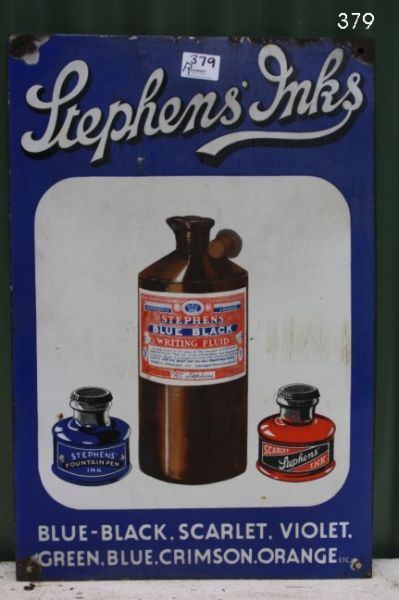 379
379
Stephens' Inks
STEPHENS'
BLUE BLACK
WRITING FLUID
STEPHENS'
FOUNTAIN PEN
INK
SCARLET
Stephens
INK
BLUE-BLACK. SCARLET. VIOLET.
GREEN. BLUE. CRIMSON. ORANGE ETC